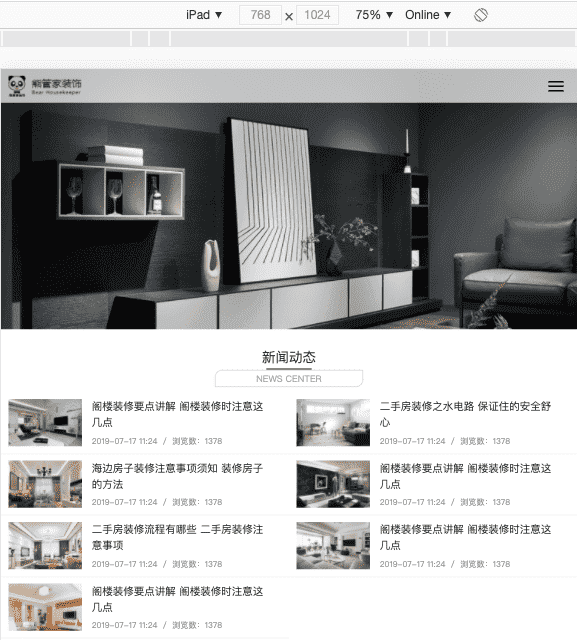 iPad ▼ 768 × 1024 75% ▼ Online ▼
熊管家装饰
Bear Housekeeper
新闻动态
NEWS CENTER
阁楼装修要点讲解 阁楼装修时注意这
几点
2019-07-17 11:24 / 浏览数：1378
二手房装修之水电路 保证住的安全舒
心
2019-07-17 11:24 / 浏览数：1378
海边房子装修注意事项须知 装修房子
的方法
2019-07-17 11:24 / 浏览数：1378
阁楼装修要点讲解 阁楼装修时注意这
几点
2019-07-17 11:24 / 浏览数：1378
二手房装修流程有哪些 二手房装修注
意事项
2019-07-17 11:24 / 浏览数：1378
阁楼装修要点讲解 阁楼装修时注意这
几点
2019-07-17 11:24 / 浏览数：1378
阁楼装修要点讲解 阁楼装修时注意这
几点
2019-07-17 11:24 / 浏览数：1378